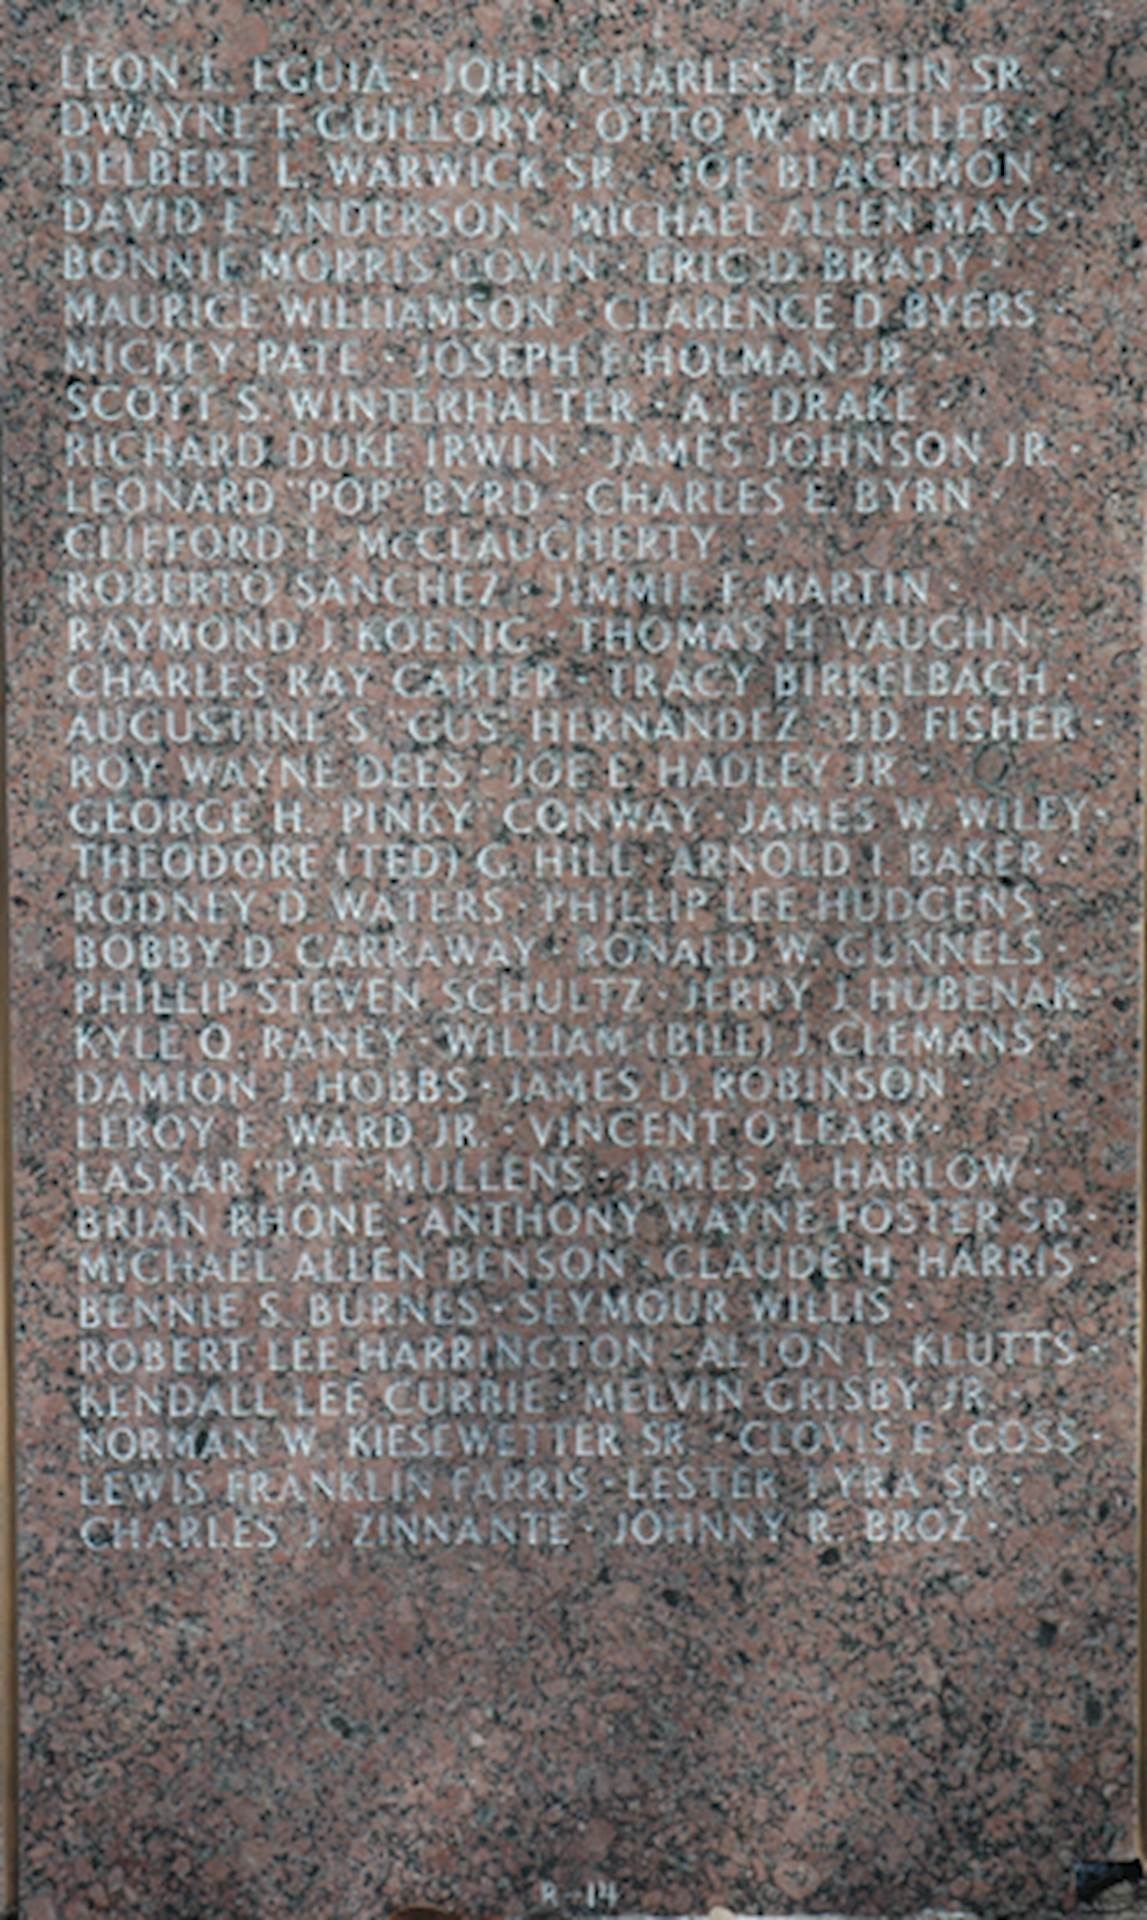 LEON L. EGUIA · JOHN CHARLES EAGLIN SR. ·
DWAYNE F. GUILLORY · OTTO W. MUELLER ·
DELBERT L. WARWICK SR. · JOE BLACKMON ·
DAVID L. ANDERSON · MICHAEL ALLEN MAYS ·
BONNIE MORRIS COVIN · ERIC D. BRADY ·
MAURICE WILLIAMSON · CLARENCE D. BYERS ·
MICKEY PATE · JOSEPH F. HOLMAN JR. ·
SCOTT S. WINTERHALTER · A.F. DRAKE ·
RICHARD DUKE IRWIN · JAMES JOHNSON JR. ·
LEONARD "POP" BYRD · CHARLES E. BYRN ·
CLIFFORD L. McCLAUGHERTY ·
ROBERTO SANCHEZ · JIMMIE F. MARTIN ·
RAYMOND J. KOENIG · THOMAS H. VAUGHN ·
CHARLES RAY CARTER · TRACY BIRKELBACH ·
AUGUSTINE S. "GUS" HERNANDEZ · J.D. FISHER ·
ROY WAYNE DEES · JOE E. HADLEY JR. ·
GEORGE H. "PINKY" CONWAY · JAMES W. WILEY ·
THEODORE (TED) G. HILL · ARNOLD I. BAKER ·
RODNEY D. WATERS · PHILLIP LEE HUDGENS ·
BOBBY D. CARRAWAY · RONALD W. GUNNELS ·
PHILLIP STEVEN SCHULTZ · JERRY J. HUBENAK ·
KYLE Q. RANEY · WILLIAM (BILL) J. CLEMANS ·
DAMION J. HOBBS · JAMES D. ROBINSON ·
LEROY E. WARD JR. · VINCENT O'LEARY ·
LASKAR "PAT" MULLENS · JAMES A. HARLOW ·
BRIAN RHONE · ANTHONY WAYNE FOSTER SR. ·
MICHAEL ALLEN BENSON · CLAUDE H. HARRIS ·
BENNIE S. BURNES · SEYMOUR WILLIS ·
ROBERT LEE HARRINGTON · ALTON L. KLUTTS ·
KENDALL LEE CURRIE · MELVIN GRISBY JR. ·
NORMAN W. KIESEWETTER SR. · CLOVIS E. GOSS ·
LEWIS FRANKLIN FARRIS · LESTER TYRA SR. ·
CHARLES J. ZINNANTE · JOHNNY R. BROZ ·
R-14